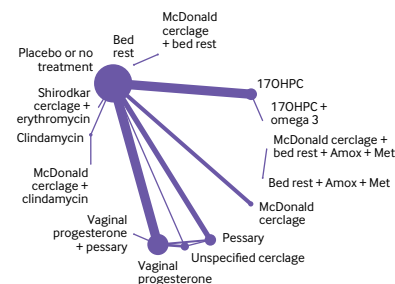 McDonald
cerclage
+ bed rest
Bed
rest
Placebo or no
treatment
17OHPC
Shirodkar
cerclage +
erythromycin
17OHPC +
omega 3
Clindamycin
McDonald cerclage +
bed rest + Amox + Met
McDonald
cerclage +
clindamycin
Bed rest + Amox + Met
McDonald
cerclage
Vaginal
progesterone
+ pessary
Pessary
Unspecified cerclage
Vaginal
progesterone